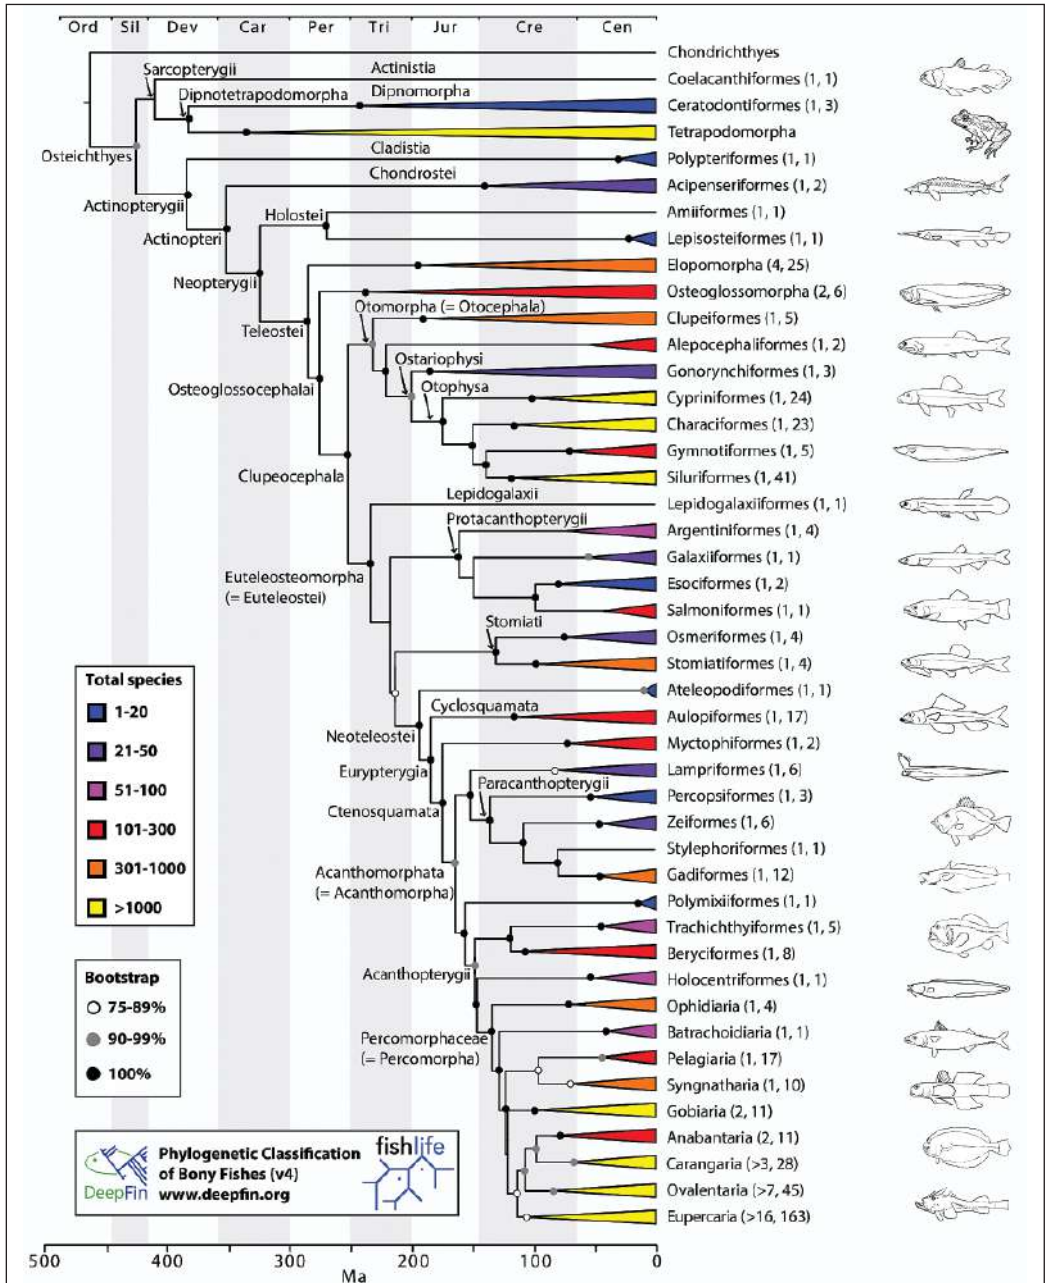 Ord Sil Dev Car Per Tri Jur Cre Cen
Chondrichthyes
Sarcopterygii
Actinistia
Coelacanthiformes (1, 1)
Dipnotetrapodomorpha
Dipnomorpha
Ceratodontiformes (1, 3)
Tetrapodomorpha
Osteichthyes
Cladistia
Polypteriformes (1, 1)
Chondrostei
Acipenseriformes (1, 2)
Actinopterygii
Holostei
Amiiformes (1, 1)
Actinopteri
Lepisosteiformes (1, 1)
Elopomorpha (4, 25)
Neopterygii
Osteoglossomorpha (2, 6)
Otomorpha (= Otocephala)
Clupeiformes (1, 5)
Teleostei
Alepocephaliformes (1, 2)
Ostariophysi
Gonorynchiformes (1, 3)
Osteoglossocephalai
Otophysa
Cypriniformes (1, 24)
Characiformes (1, 23)
Gymnotiformes (1, 5)
Clupeocephala
Siluriformes (1, 41)
Lepidogalaxii
Lepidogalaxiiformes (1, 1)
Protacanthopterygii
Argentiniformes (1, 4)
Galaxiiformes (1, 1)
Euteleosteomorpha
(= Euteleostei)
Esociformes (1, 2)
Salmoniformes (1, 1)
Stomiati
Osmeriformes (1, 4)
Stomiatiformes (1, 4)
Ateleopodiformes (1, 1)
Cyclosquamata
Aulopiformes (1, 17)
Neoteleostei
Myctophiformes (1, 2)
Eurypterygia
Lampriformes (1, 6)
Paracanthopterygii
Percopsiformes (1, 3)
Ctenosquamata
Zeiformes (1, 6)
Stylephoriformes (1, 1)
Acanthomorphata
(= Acanthomorpha)
Gadiformes (1, 12)
Polymixiiformes (1, 1)
Trachichthyiformes (1, 5)
Beryciformes (1, 8)
Acanthopterygii
Holocentriformes (1, 1)
Ophidiaria (1, 4)
Batrachoidiaria (1, 1)
Percomorphaceae
(= Percomorpha)
Pelagiaria (1, 17)
Syngnatharia (1, 10)
Gobiaria (2, 11)
Anabantaria (2, 11)
Carangaria (>3, 28)
Ovalentaria (>7, 45)
Eupercaria (>16, 163)
Total species
1-20
21-50
51-100
101-300
301-1000
>1000
Bootstrap
75-89%
90-99%
100%
DeepFin
Phylogenetic Classification
of Bony Fishes (v4)
www.deepfin.org
fishlife
500 400 300 200 100 0
Ma